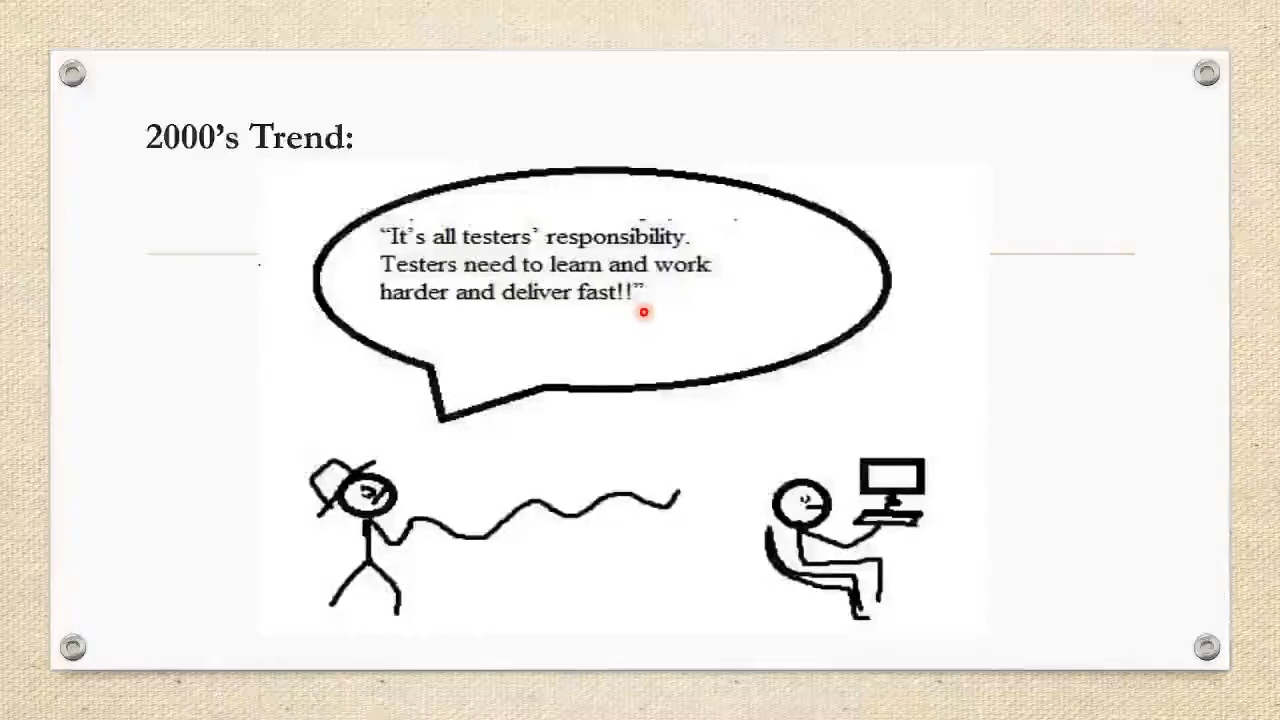 2000’s Trend:
“It’s all testers’ responsibility.
Testers need to learn and work
harder and deliver fast!!”